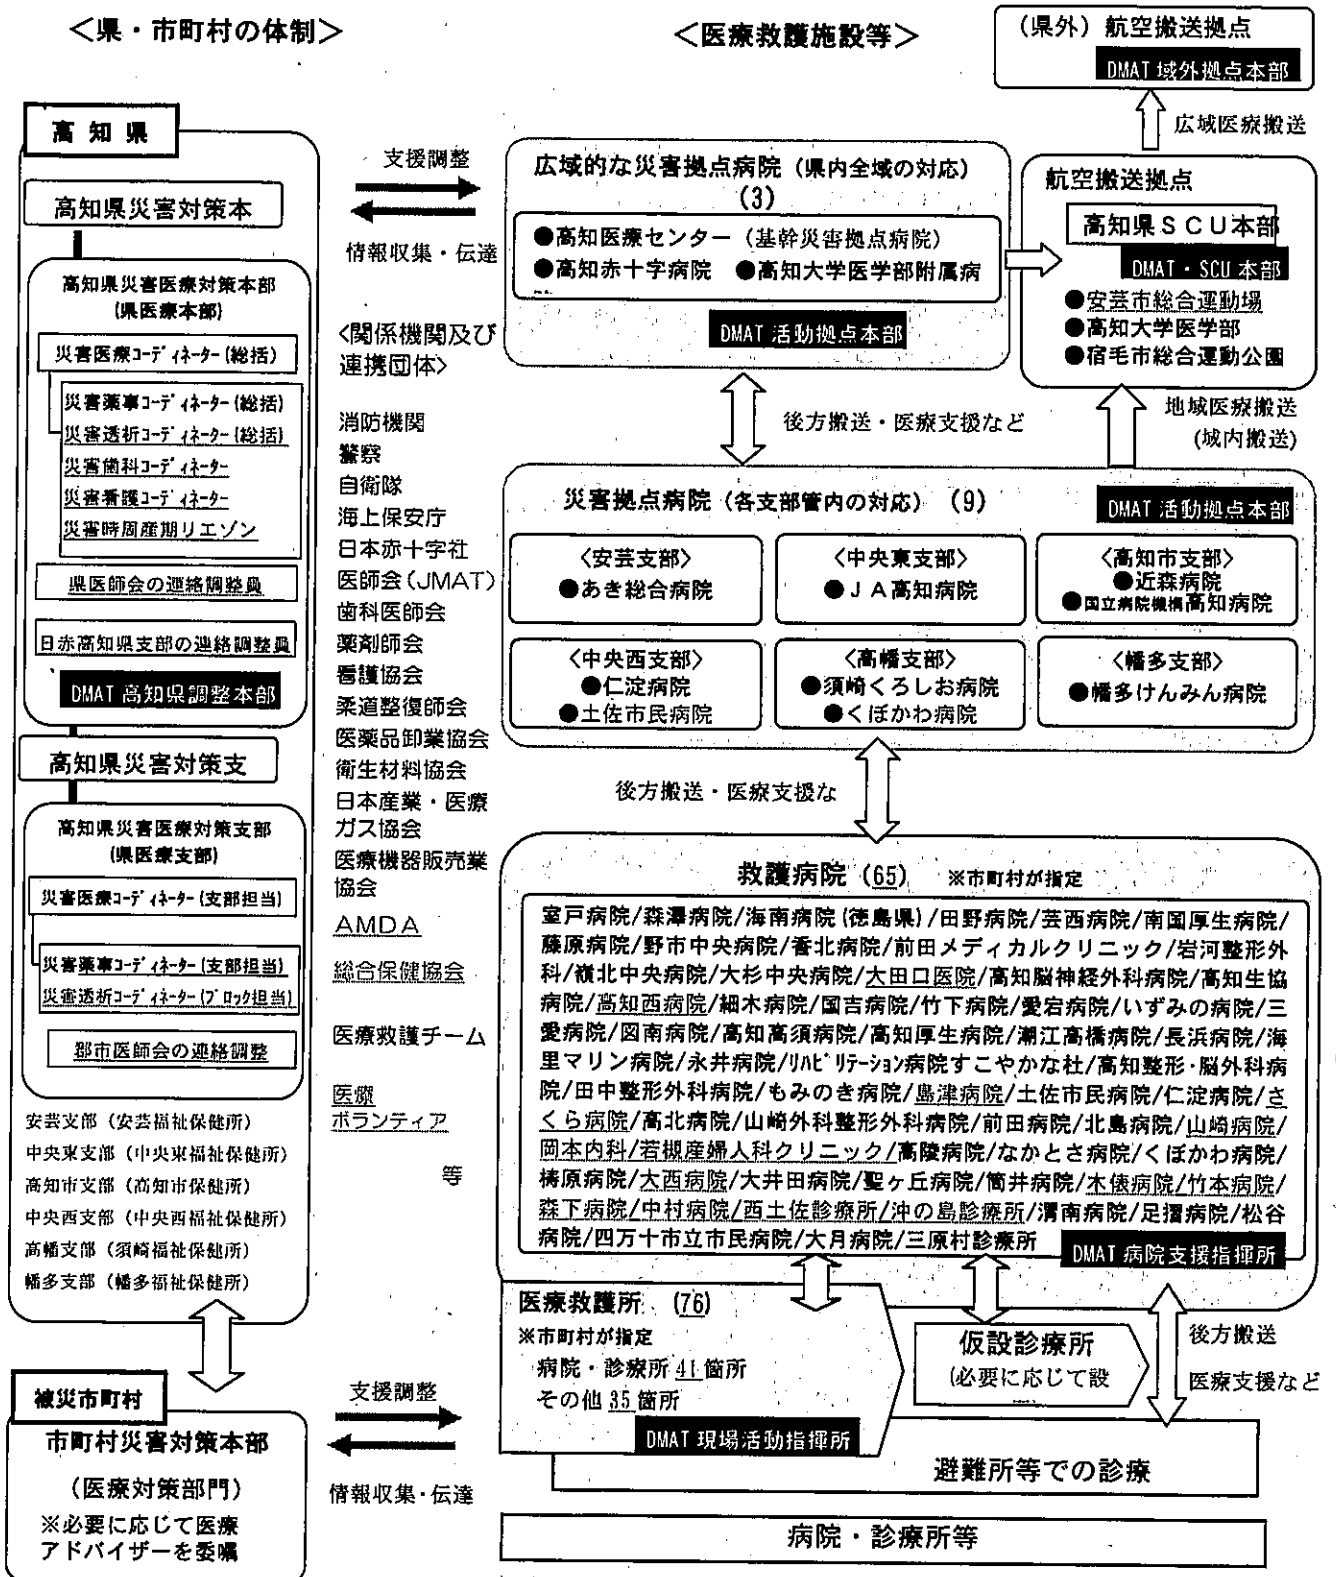 ＜県・市町村の体制＞
高知県
高知県災害対策本
高知県災害医療対策本部
(県医療本部)
災害医療ｺｰﾃﾞｨﾈｰﾀｰ(総括)
災害薬事ｺｰﾃﾞｨﾈｰﾀｰ(総括)
災害透析ｺｰﾃﾞｨﾈｰﾀｰ(総括)
災害歯科ｺｰﾃﾞｨﾈｰﾀｰ
災害看護ｺｰﾃﾞｨﾈｰﾀｰ
災害時周産期リエゾン
県医師会の連絡調整員
日赤高知県支部の連絡調整員
DMAT 高知県調整本部
高知県災害対策支
高知県災害医療対策支部
(県医療支部)
災害医療ｺｰﾃﾞｨﾈｰﾀｰ(支部担当)
災害薬事ｺｰﾃﾞｨﾈｰﾀｰ(支部担当)
災害透析ｺｰﾃﾞｨﾈｰﾀｰ(ﾌﾞﾛｯｸ担当)
郡市医師会の連絡調整
安芸支部（安芸福祉保健所）
中央東支部（中央東福祉保健所）
高知市支部（高知市保健所）
中央西支部（中央西福祉保健所）
高幡支部（須崎福祉保健所）
幡多支部（幡多福祉保健所）
被災市町村
市町村災害対策本部
（医療対策部門）
※必要に応じて医療
アドバイザーを委嘱
支援調整
情報収集・伝達
〈関係機関及び
連携団体〉
消防機関
警察
自衛隊
海上保安庁
日本赤十字社
医師会(JMAT)
歯科医師会
薬剤師会
看護協会
柔道整復師会
医薬品卸業協会
衛生材料協会
日本産業・医療
ガス協会
医療機器販売業
協会
AMDA
総合保健協会
医療救護チーム
医療
ボランティア
等
支援調整
情報収集・伝達
＜医療救護施設等＞
(県外) 航空搬送拠点
DMAT 域外拠点本部
広域医療搬送
広域的な災害拠点病院（県内全域の対応）
(3)
●高知医療センター（基幹災害拠点病院）
●高知赤十字病院　●高知大学医学部附属病
DMAT 活動拠点本部
航空搬送拠点
高知県ＳＣＵ本部
DMAT・SCU 本部
●安芸市総合運動場
●高知大学医学部
●宿毛市総合運動公園
後方搬送・医療支援など
地域医療搬送
(域内搬送)
災害拠点病院（各支部管内の対応）(9)
DMAT 活動拠点本部
〈安芸支部〉
●あき総合病院
〈中央東支部〉
●ＪＡ高知病院
〈高知市支部〉
●近森病院
●国立病院機構高知病院
〈中央西支部〉
●仁淀病院
●土佐市民病院
〈高幡支部〉
●須崎くろしお病院
●くぼかわ病院
〈幡多支部〉
●幡多けんみん病院
後方搬送・医療支援な
救護病院 (65)　※市町村が指定
室戸病院/森澤病院/海南病院(徳島県)/田野病院/芸西病院/南国厚生病院/
藤原病院/野市中央病院/香北病院/前田メディカルクリニック/岩河整形外
科/嶺北中央病院/大杉中央病院/大田口医院/高知脳神経外科病院/高知生協
病院/高知西病院/細木病院/国吉病院/竹下病院/愛宕病院/いずみの病院/三
愛病院/図南病院/高知高須病院/高知厚生病院/潮江高橋病院/長浜病院/海
里マリン病院/永井病院/ﾘﾊﾋﾞﾘﾃｰｼｮﾝ病院すこやかな杜/高知整形･脳外科病
院/田中整形外科病院/もみのき病院/島津病院/土佐市民病院/仁淀病院/さ
くら病院/高北病院/山崎外科整形外科病院/前田病院/北島病院/山崎病院/
岡本内科/若槻産婦人科クリニック/高陵病院/なかとさ病院/くぼかわ病院/
梼原病院/大西病院/大井田病院/聖ヶ丘病院/筒井病院/木俵病院/竹本病院/
森下病院/中村病院/西土佐診療所/沖の島診療所/渭南病院/足摺病院/松谷
病院/四万十市立市民病院/大月病院/三原村診療所
DMAT 病院支援指揮所
医療救護所　(76)
※市町村が指定
病院・診療所 41 箇所
その他 35 箇所
DMAT 現場活動指揮所
仮設診療所
(必要に応じて設
後方搬送
医療支援など
避難所等での診療
病院・診療所等